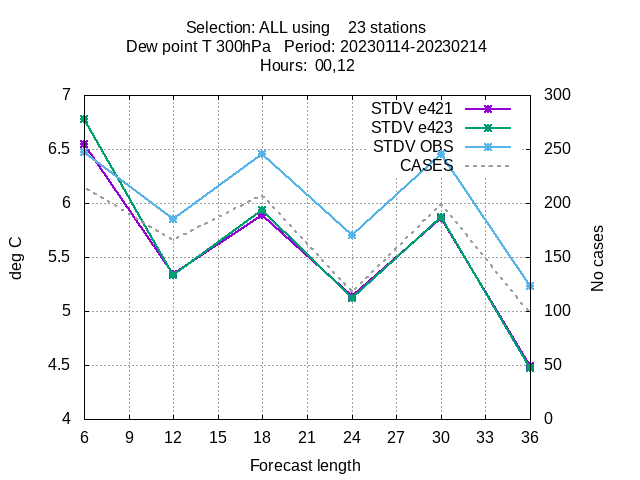 Selection: ALL using    23 stations
Dew point T 300hPa   Period: 20230114-20230214
Hours:  00,12
STDV e421
STDV e423
STDV OBS
CASES
7
6.5
6
5.5
5
4.5
4
300
250
200
150
100
50
0
deg C
No cases
6 9 12 15 18 21 24 27 30 33 36
Forecast length